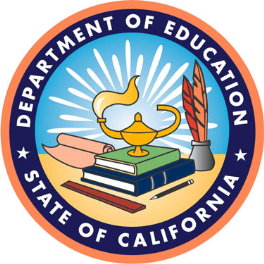 DEPARTMENT OF EDUCATION
STATE OF CALIFORNIA